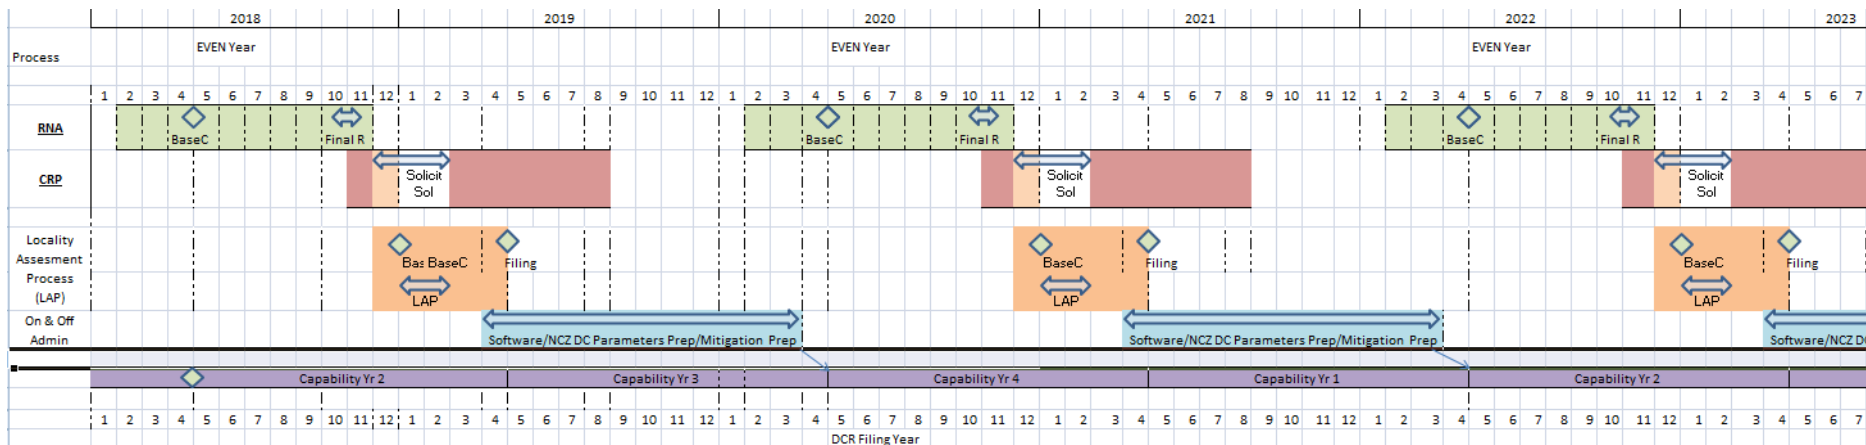 2018 2019 2020 2021 2022 2023
EVEN Year EVEN Year EVEN Year
Process
1 2 3 4 5 6 7 8 9 10 11 12 1 2 3 4 5 6 7 8 9 10 11 12 1 2 3 4 5 6 7 8 9 10 11 12 1 2 3 4 5 6 7 8 9 10 11 12 1 2 3 4 5 6 7 8 9 10 11 12 1 2 3 4 5 6 7
RNA
BaseC Final R BaseC Final R BaseC Final R
CRP
Solicit Solicit Solicit
Sol Sol Sol
Locality
Assesment
Process
(LAP)
Bas BaseC Filing BaseC Filing BaseC Filing
LAP LAP LAP
On & Off
Admin
Software/NCZ DC Parameters Prep/Mitigation Prep Software/NCZ DC Parameters Prep/Mitigation Prep Software/NCZ D
Capability Yr 2 Capability Yr 3 Capability Yr 4 Capability Yr 1 Capability Yr 2
1 2 3 4 5 6 7 8 9 10 11 12 1 2 3 4 5 6 7 8 9 10 11 12 1 2 3 4 5 6 7 8 9 10 11 12 1 2 3 4 5 6 7 8 9 10 11 12 1 2 3 4 5 6 7 8 9 10 11 12 1 2 3 4 5 6 7
DCR Filing Year